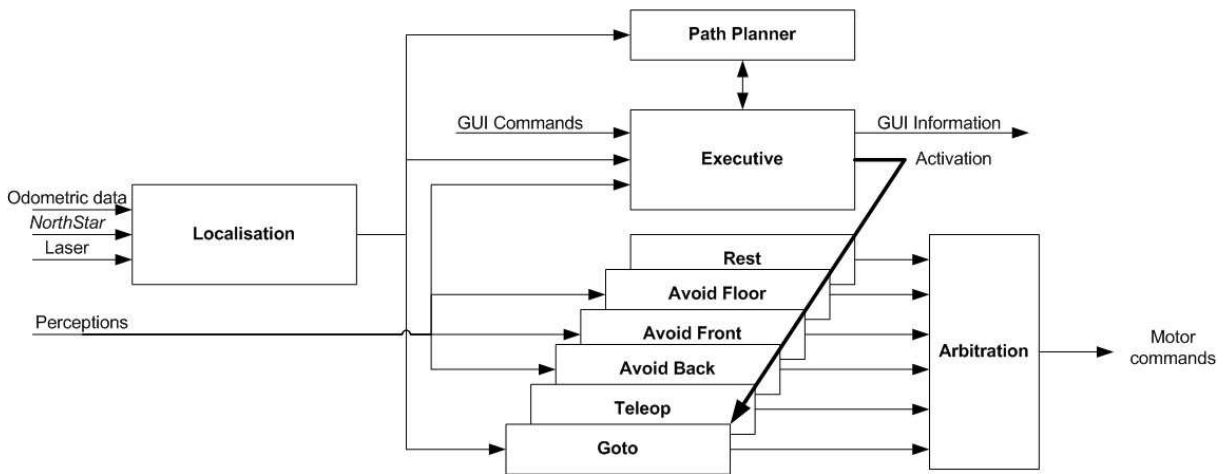 Path Planner
GUI Commands
GUI Information
Executive
Activation
Odometric data
NorthStar
Laser
Localisation
Rest
Avoid Floor
Perceptions
Avoid Front
Avoid Back
Teleop
Goto
Arbitration
Motor
commands